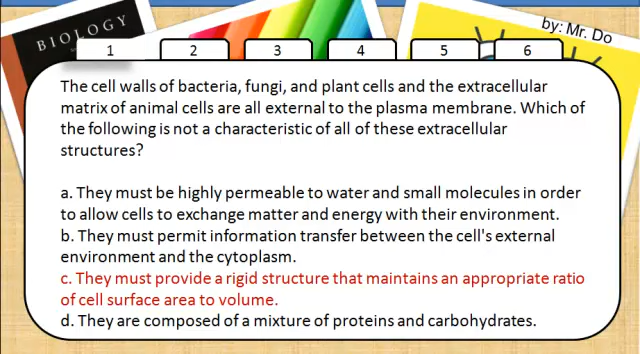 BIOLOGY
by: Mr. Do
1 2 3 4 5 6
The cell walls of bacteria, fungi, and plant cells and the extracellular
matrix of animal cells are all external to the plasma membrane. Which of
the following is not a characteristic of all of these extracellular
structures?
a. They must be highly permeable to water and small molecules in order
to allow cells to exchange matter and energy with their environment.
b. They must permit information transfer between the cell's external
environment and the cytoplasm.
c. They must provide a rigid structure that maintains an appropriate ratio
of cell surface area to volume.
d. They are composed of a mixture of proteins and carbohydrates.